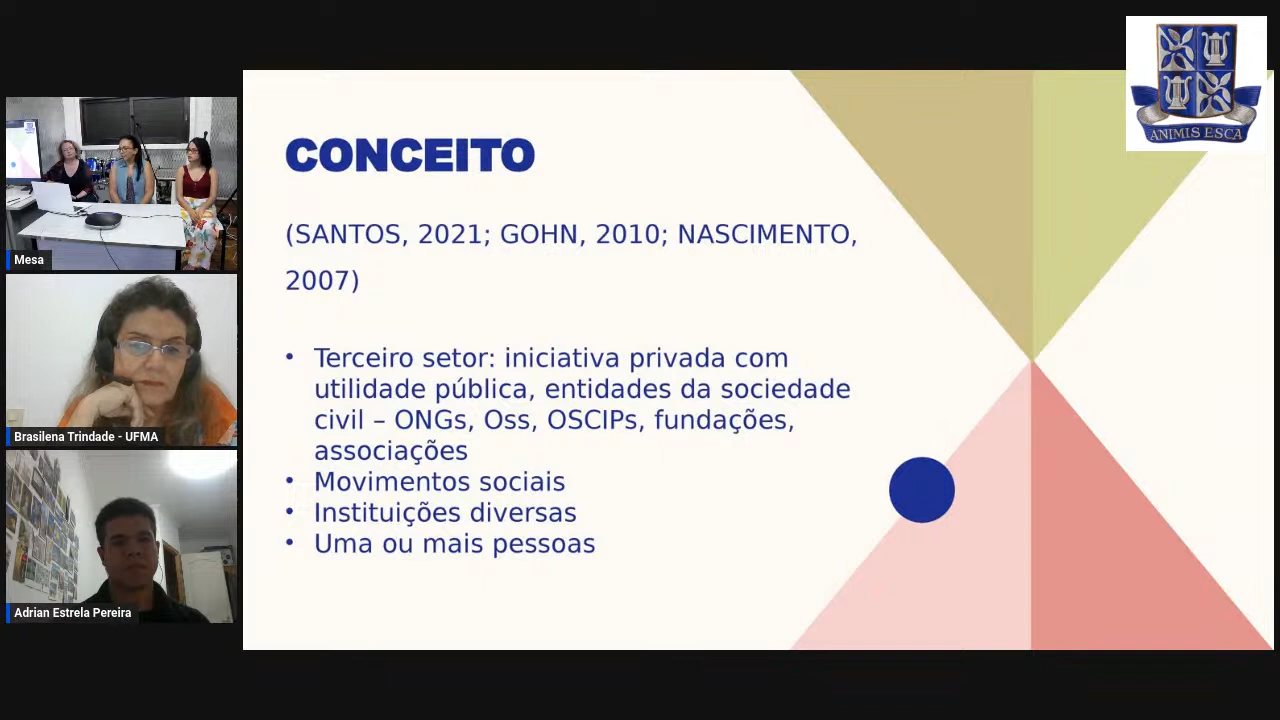 ANIMIS ESCA
CONCEITO
(SANTOS, 2021; GOHN, 2010; NASCIMENTO,
2007)
• Terceiro setor: iniciativa privada com
utilidade pública, entidades da sociedade
civil – ONGs, Oss, OSCIPs, fundações,
associações
• Movimentos sociais
• Instituições diversas
• Uma ou mais pessoas
Mesa
Brasilena Trindade - UFMA
Adrian Estrela Pereira